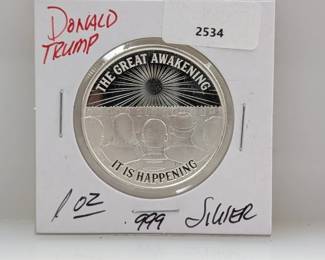 DONALD
TRUMP
2534
THE GREAT AWAKENING
IT IS HAPPENING
1 OZ .999 SILVER